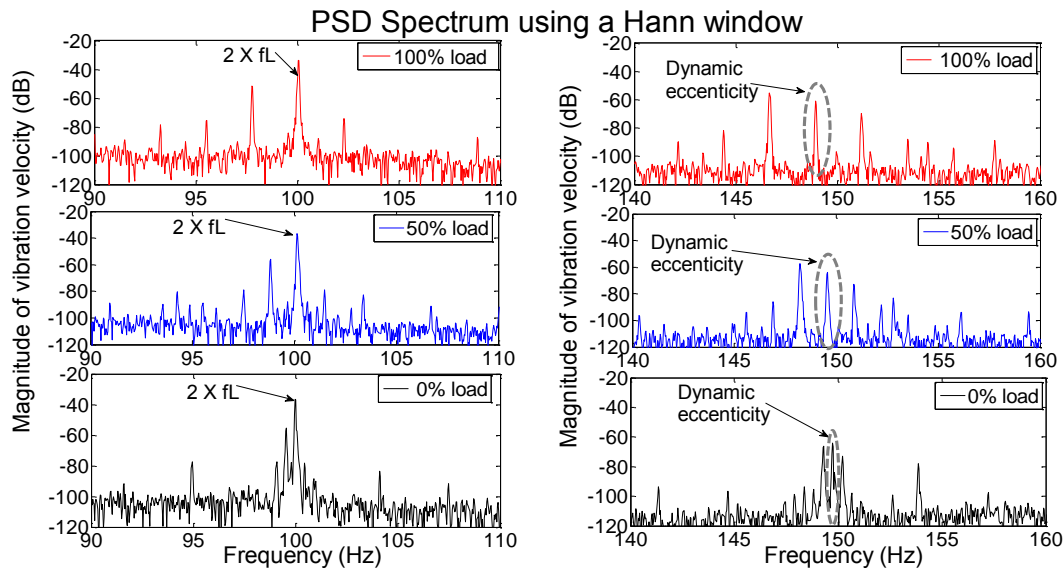 PSD Spectrum using a Hann window
Magnitude of vibration velocity (dB)
-20
-40
-60
-80
-100
-120
2 X fL
100% load
90 95 100 105 110
-20
-40
-60
-80
-100
-120
2 X fL
50% load
90 95 100 105 110
-20
-40
-60
-80
-100
-120
2 X fL
0% load
90 95 100 105 110
Frequency (Hz)
Magnitude of vibration velocity (dB)
-20
-40
-60
-80
-100
-120
Dynamic
eccenticity
100% load
140 145 150 155 160
-20
-40
-60
-80
-100
-120
Dynamic
eccenticity
50% load
140 145 150 155 160
-20
-40
-60
-80
-100
-120
Dynamic
eccenticity
0% load
140 145 150 155 160
Frequency (Hz)